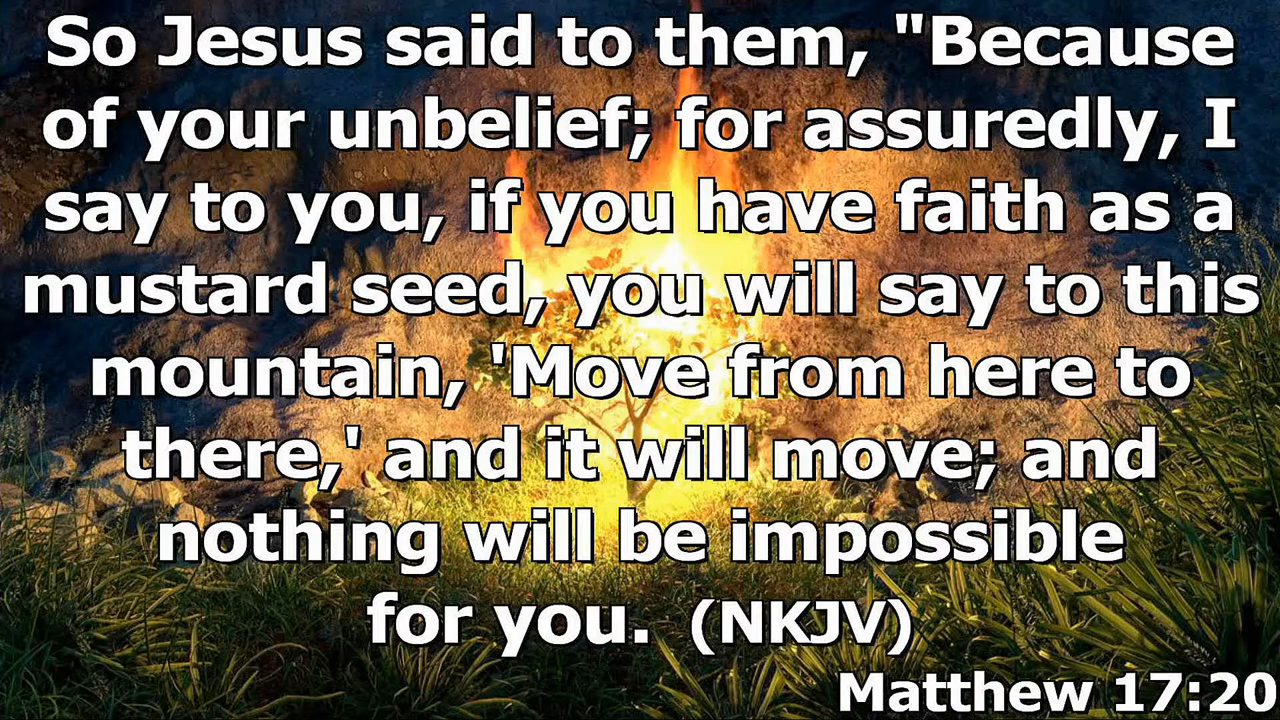 So Jesus said to them, "Because
of your unbelief; for assuredly, I
say to you, if you have faith as a
mustard seed, you will say to this
mountain, 'Move from here to
there,' and it will move; and
nothing will be impossible
for you. (NKJV)
Matthew 17:20